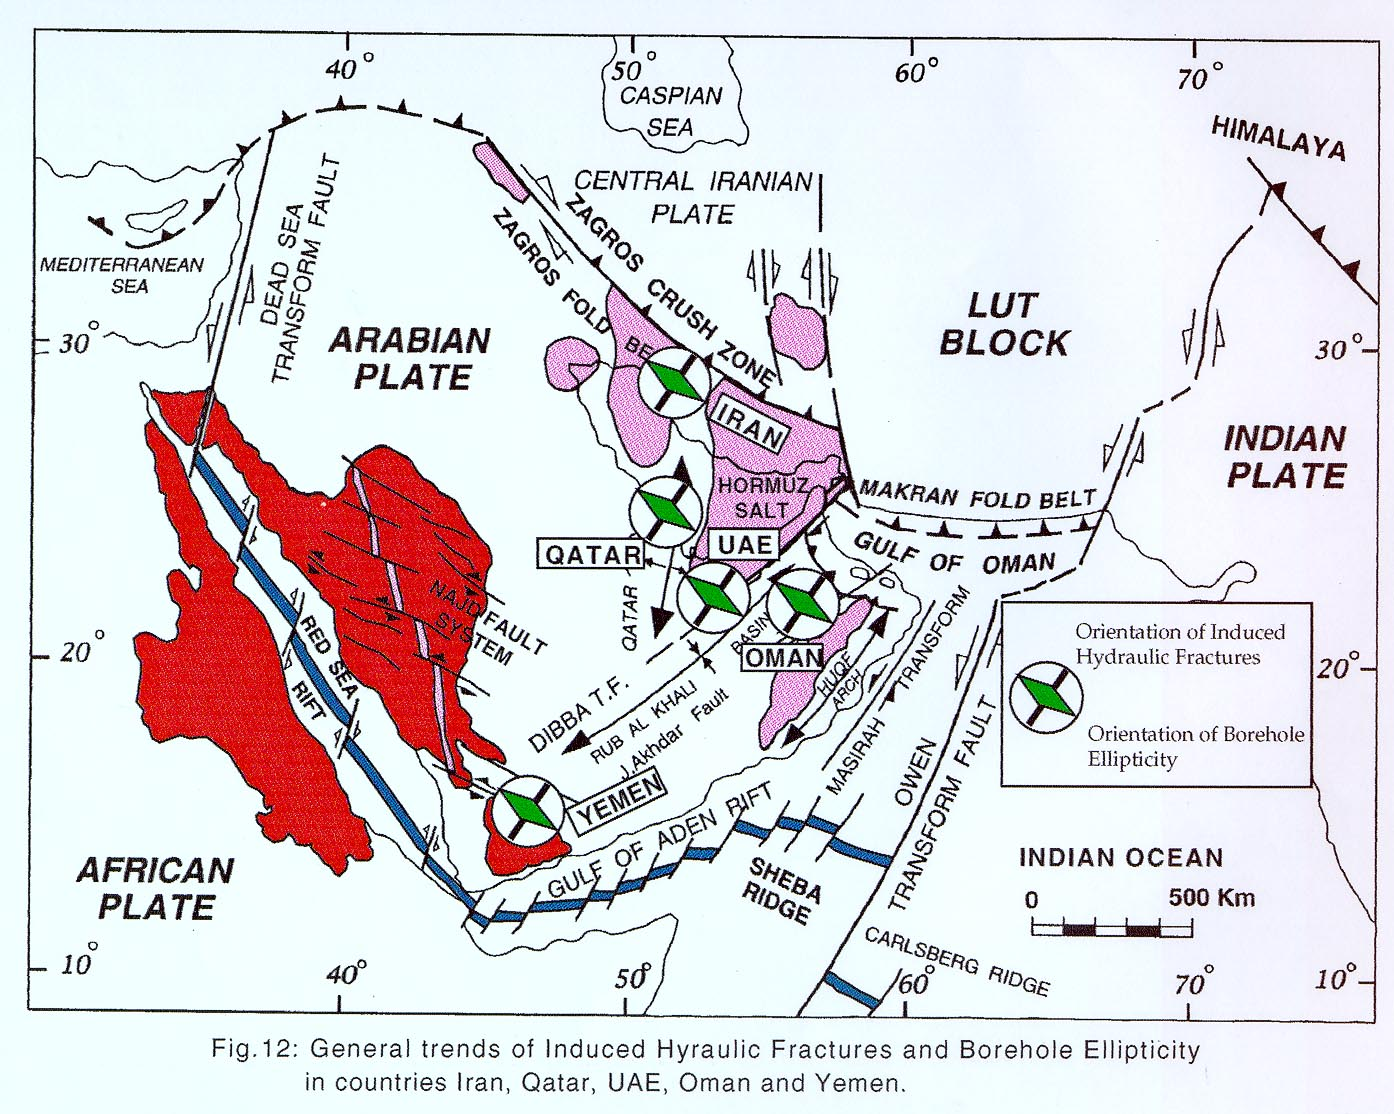 40°
50°
60°
70°
CASPIAN
SEA
HIMALAYA
CENTRAL IRANIAN
PLATE
ZAGROS CRUSH ZONE
ZAGROS FOLD BE
DEAD SEA
TRANSFORM FAULT
MEDITERRANEAN
SEA
30°
ARABIAN
PLATE
LUT
BLOCK
30°
IRAN
INDIAN
PLATE
HORMUZ
SALT
MAKRAN FOLD BELT
QATAR
UAE
GULF OF OMAN
NAJD FAULT
SYSTEM
QATAR
BASIN
OMAN
HUQF
ARCH
MASIRAH TRANSFORM
20°
RED SEA
RIFT
DIBBA T.F.
RUB AL KHALI
J.Akhdar Fault
Orientation of Induced
Hydraulic Fractures
Orientation of Borehole
Ellipticity
20°
YEMEN
OWEN
TRANSFORM FAULT
GULF OF ADEN RIFT
SHEBA
RIDGE
AFRICAN
PLATE
INDIAN OCEAN
0 500 Km
CARLSBERG RIDGE
10°
40°
50°
60°
70°
10°
Fig.12: General trends of Induced Hyraulic Fractures and Borehole Ellipticity
in countries Iran, Qatar, UAE, Oman and Yemen.